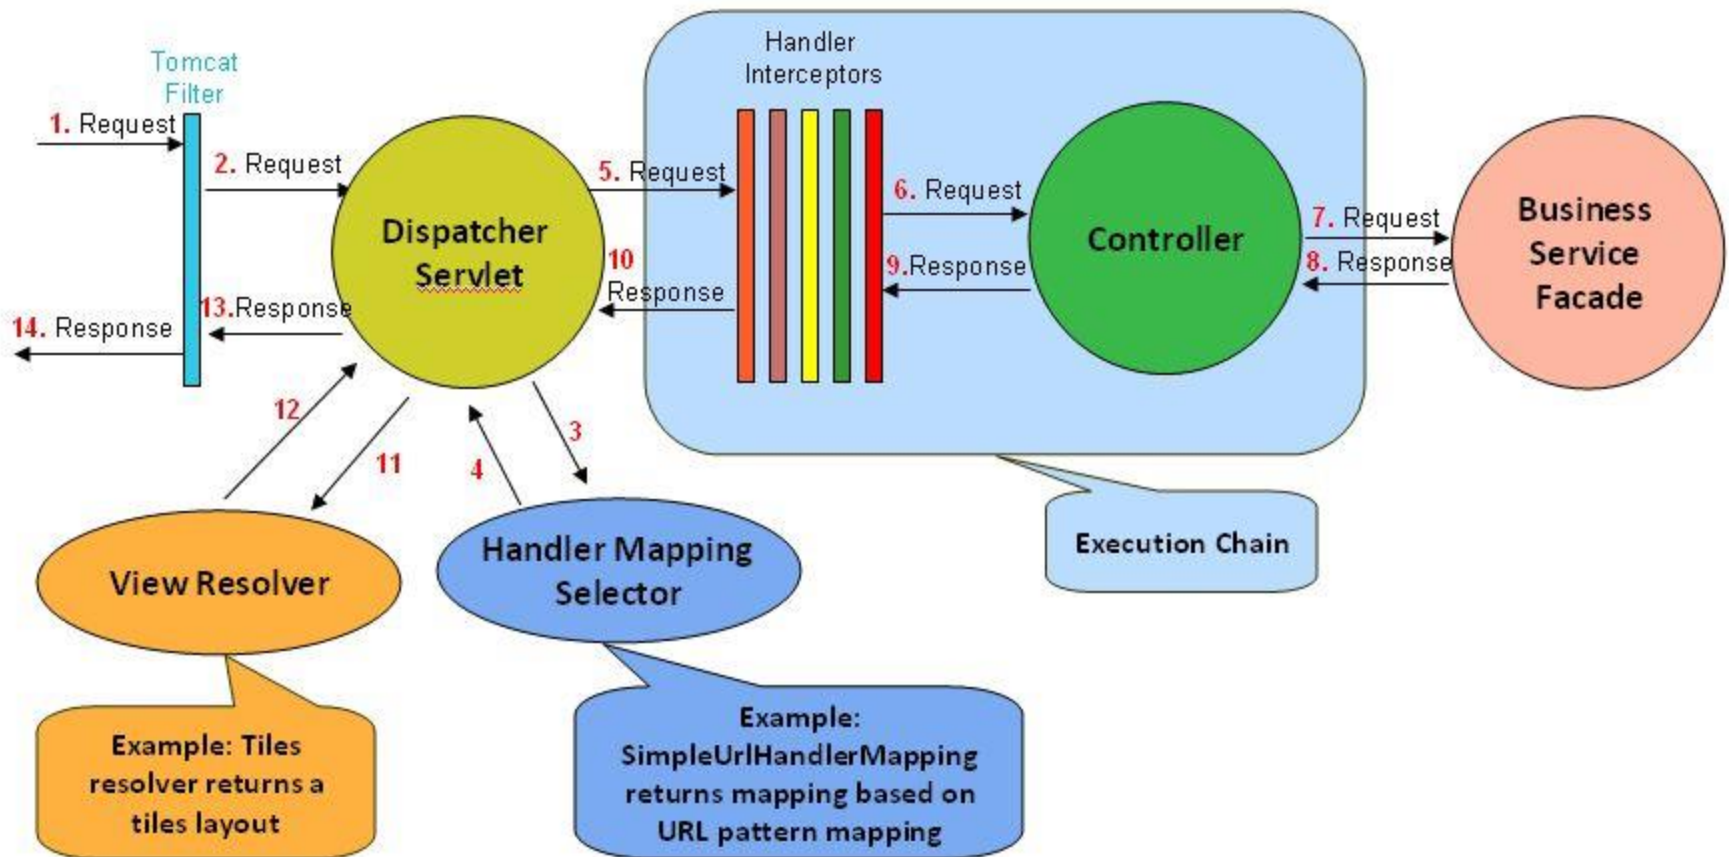 Tomcat
Filter
1. Request
2. Request
Dispatcher
Servlet
13.Response
14. Response
Handler
Interceptors
5. Request
10
Response
6. Request
9.Response
Controller
7. Request
8. Response
Business
Service
Facade
12
11
4
3
View Resolver
Handler Mapping
Selector
Execution Chain
Example: Tiles
resolver returns a
tiles layout
Example:
SimpleUrlHandlerMapping
returns mapping based on
URL pattern mapping